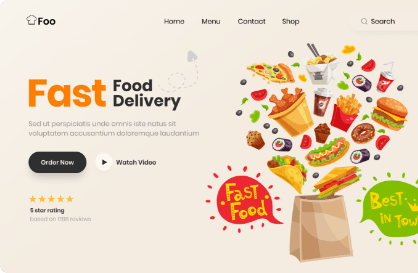 Foo
Home Menu Contact Shop Search
Fast Food
Delivery
Sed ut perspiciatis unde omnis iste natus sit
voluptatem accusantium doloremque laudantium
Order Now Watch Video
5 star rating
based on 1788 reviews
Fast
Food
Best
in Tow